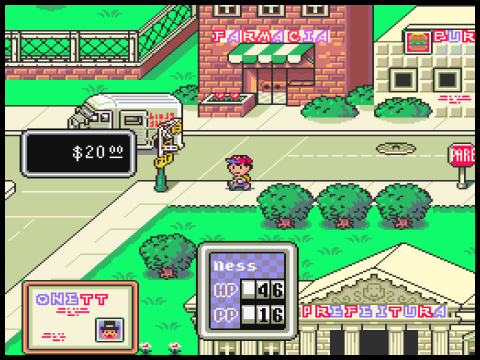 FARMACIA
BUR
$20.00
PARE
ness
HP 46
PP 16
ONETT
PREFEITURA